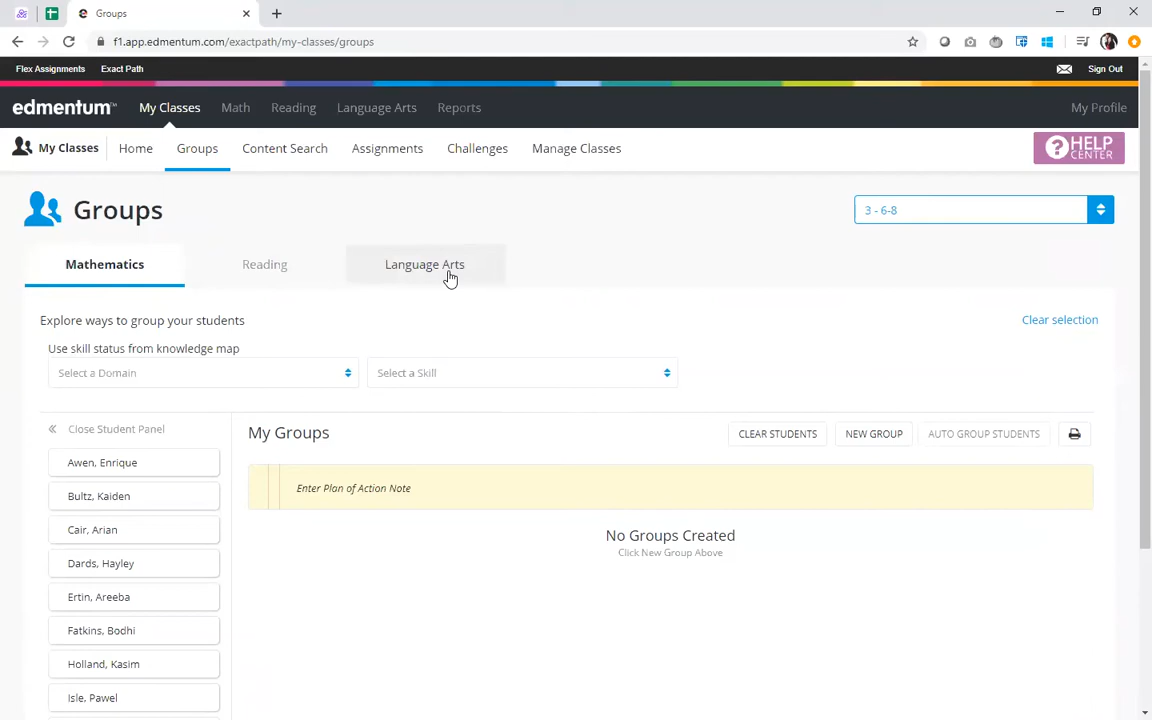 Groups
f1.app.edmentum.com/exactpath/my-classes/groups
Flex Assignments Exact Path Sign Out
edmentum™ My Classes Math Reading Language Arts Reports My Profile
My Classes Home Groups Content Search Assignments Challenges Manage Classes ? HELP CENTER
Groups 3 - 6-8
Mathematics Reading Language Arts
Explore ways to group your students Clear selection
Use skill status from knowledge map
Select a Domain Select a Skill
« Close Student Panel My Groups CLEAR STUDENTS NEW GROUP AUTO GROUP STUDENTS
Awen, Enrique
Enter Plan of Action Note
Bultz, Kaiden
Cair, Arian No Groups Created
Click New Group Above
Dards, Hayley
Ertin, Areeba
Fatkins, Bodhi
Holland, Kasim
Isle, Pawel